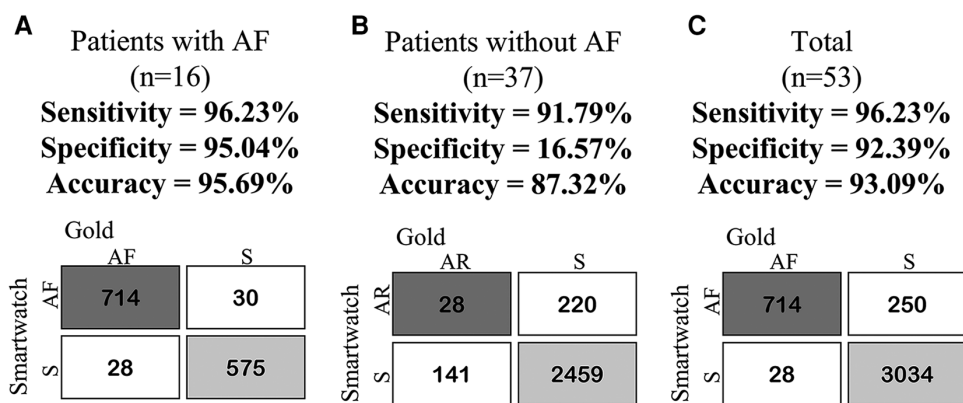 A
Patients with AF
(n=16)
Sensitivity = 96.23%
Specificity = 95.04%
Accuracy = 95.69%
Gold
AF S
Smartwatch
AF
714 30
S
28 575
B
Patients without AF
(n=37)
Sensitivity = 91.79%
Specificity = 16.57%
Accuracy = 87.32%
Gold
AR S
Smartwatch
AR
28 220
S
141 2459
C
Total
(n=53)
Sensitivity = 96.23%
Specificity = 92.39%
Accuracy = 93.09%
Gold
AF S
Smartwatch
AF
714 250
S
28 3034